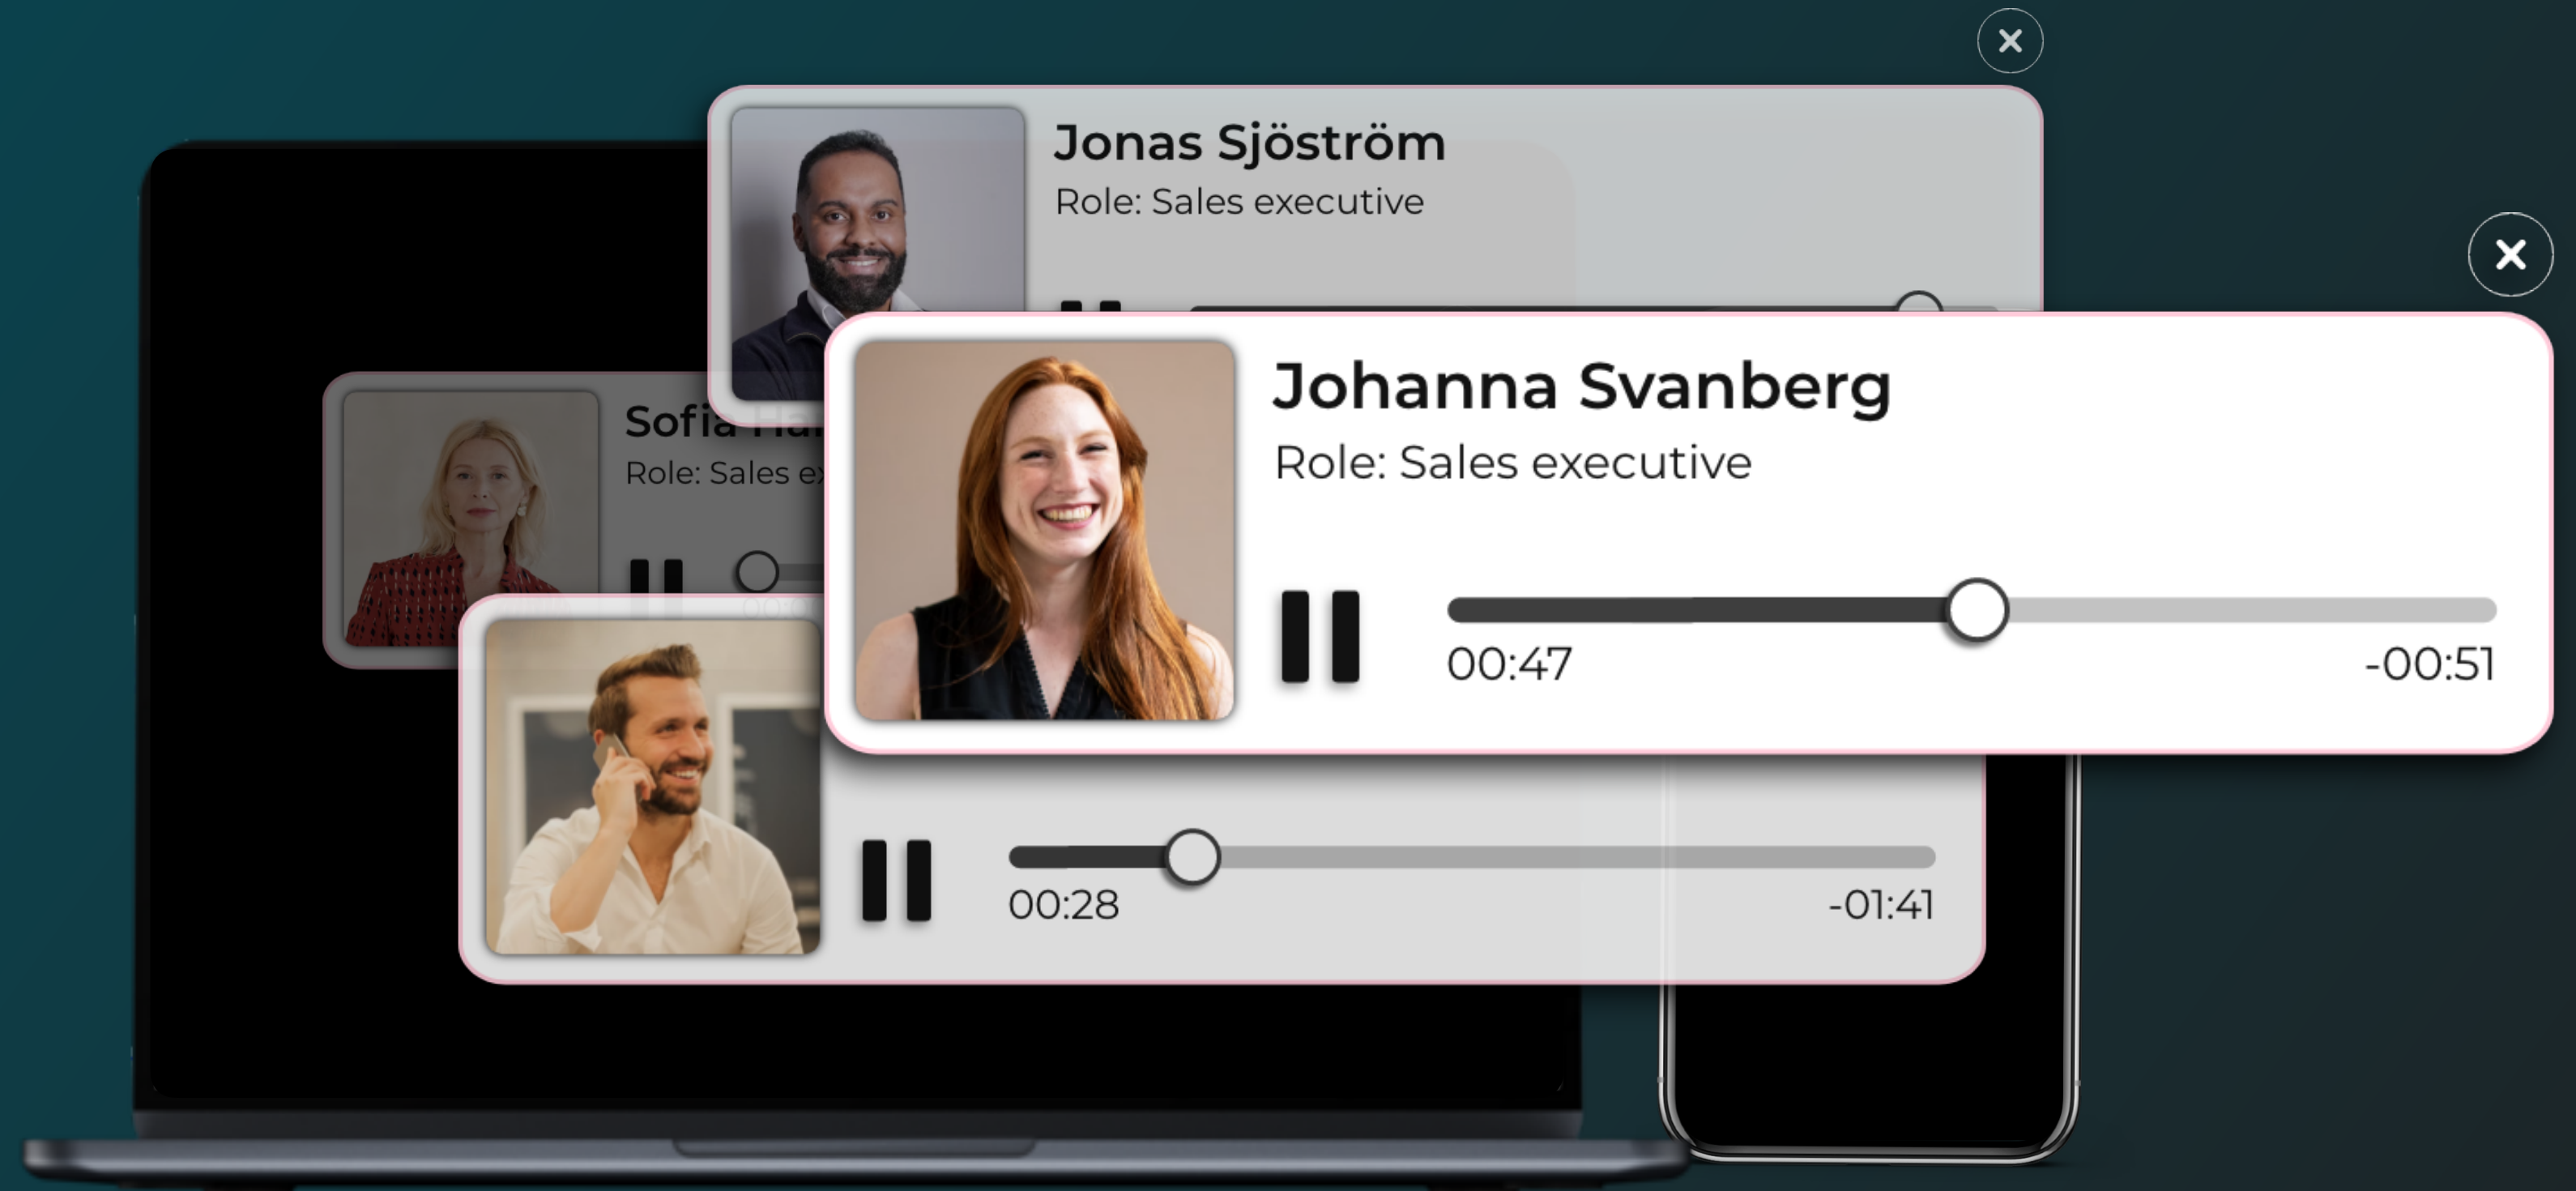 Jonas Sjöström
Role: Sales executive
Johanna Svanberg
Role: Sales executive
00:47
-00:51
Sofia
Role: Sales
00:28
-01:41